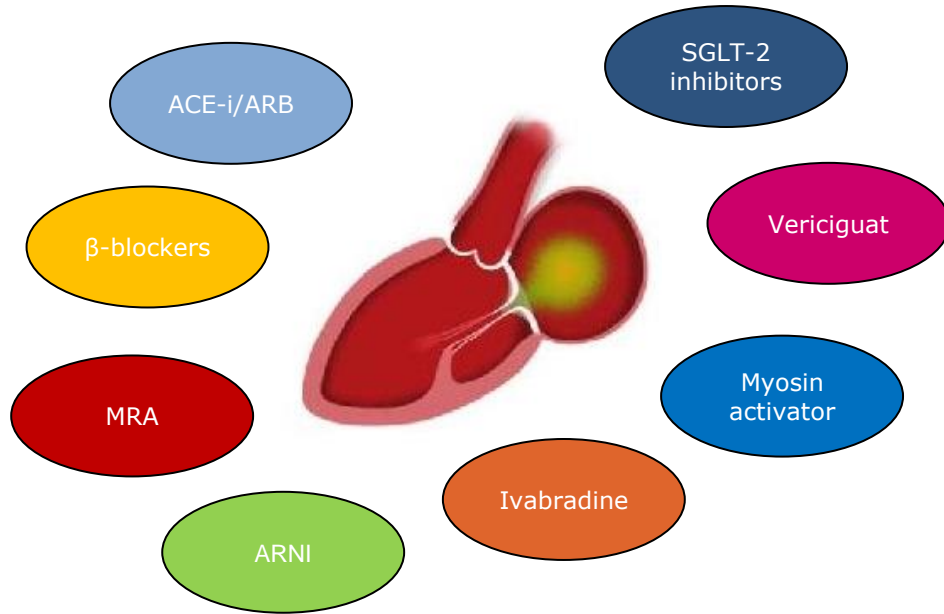 SGLT-2
inhibitors
ACE-i/ARB
Vericiguat
β-blockers
Myosin
activator
MRA
Ivabradine
ARNI